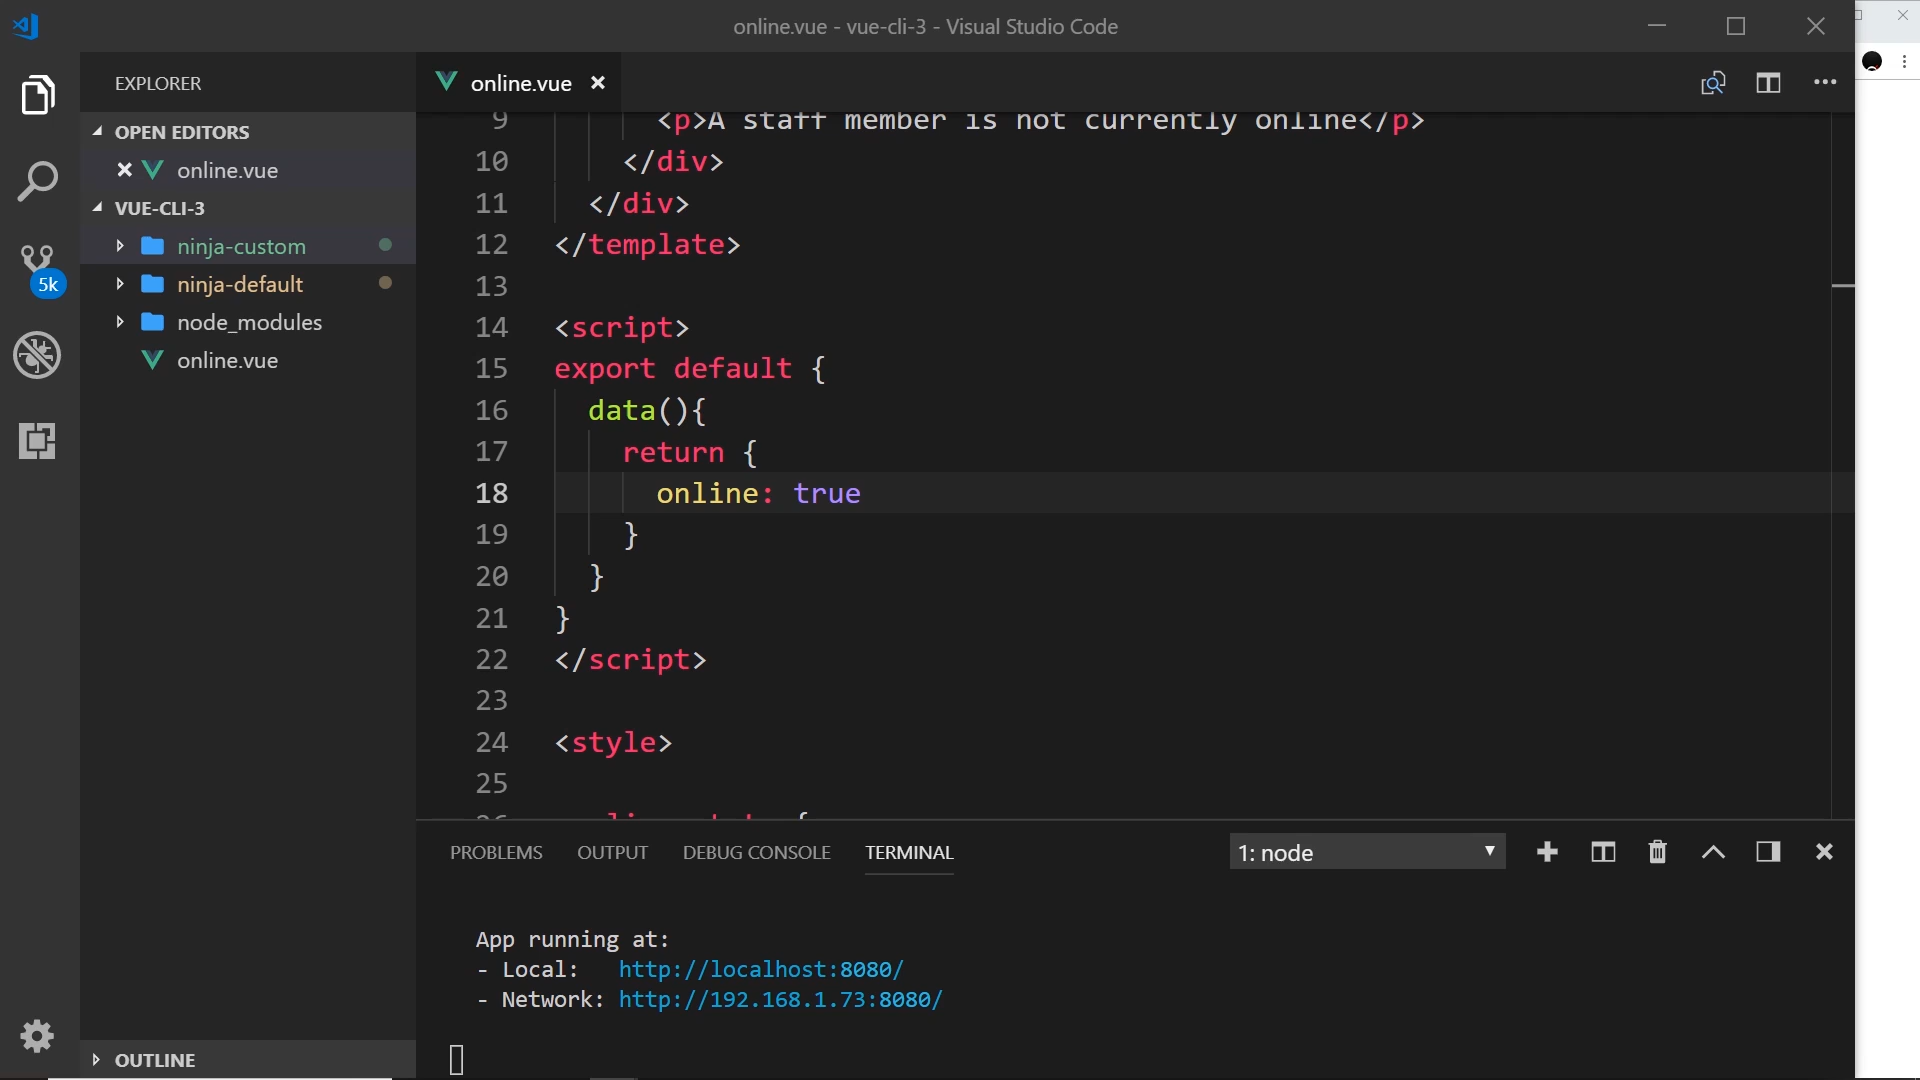 online.vue - vue-cli-3 - Visual Studio Code
EXPLORER
OPEN EDITORS
online.vue
VUE-CLI-3
ninja-custom
ninja-default
node_modules
online.vue
OUTLINE
5k
online.vue
9 <p>A staff member is not currently online</p>
10 </div>
11 </div>
12 </template>
13
14 <script>
15 export default {
16 data(){
17 return {
18 online: true
19 }
20 }
21 }
22 </script>
23
24 <style>
25
PROBLEMS OUTPUT DEBUG CONSOLE TERMINAL 1: node
App running at:
- Local: http://localhost:8080/
- Network: http://192.168.1.73:8080/